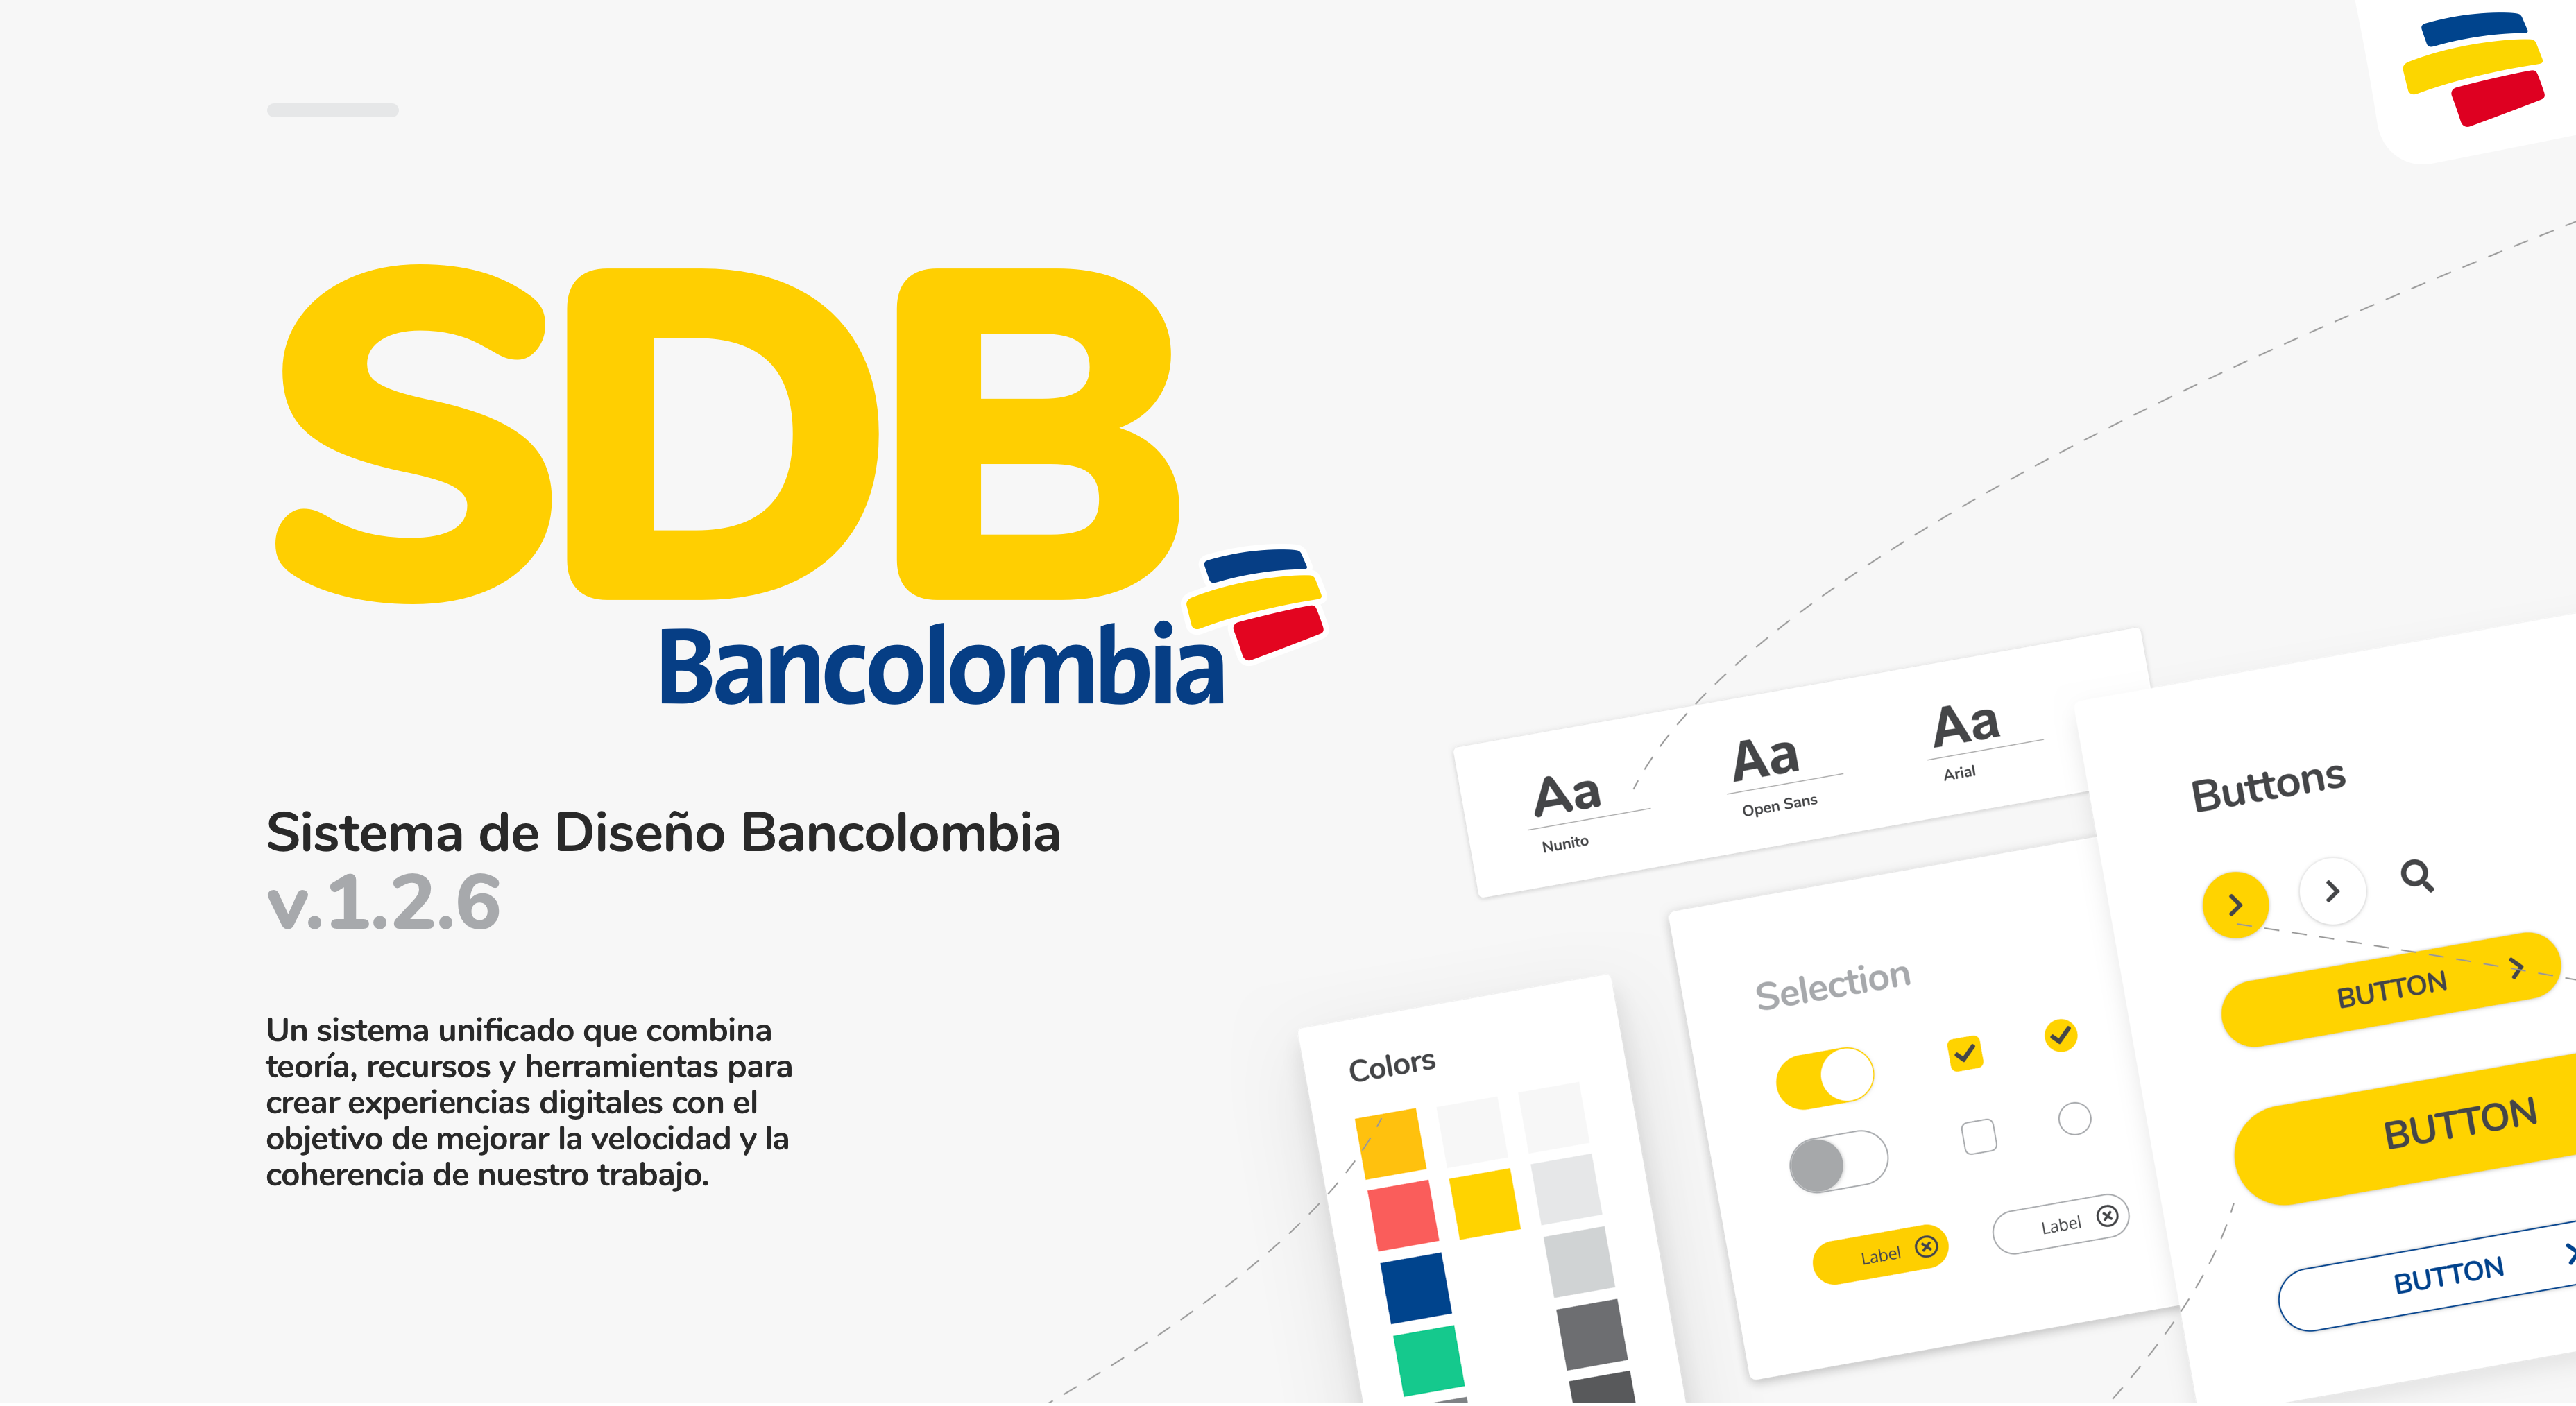 SDB
Bancolombia
Sistema de Diseño Bancolombia
v.1.2.6
Un sistema unificado que combina
teoría, recursos y herramientas para
crear experiencias digitales con el
objetivo de mejorar la velocidad y la
coherencia de nuestro trabajo.
Aa
Nunito
Aa
Open Sans
Aa
Arial
Colors
Selection
Label
Label
Buttons
BUTTON
BUTTON
BUTTON